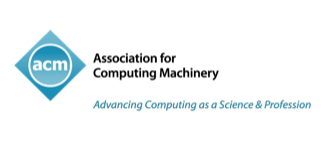 acm
Association for
Computing Machinery
Advancing Computing as a Science & Profession